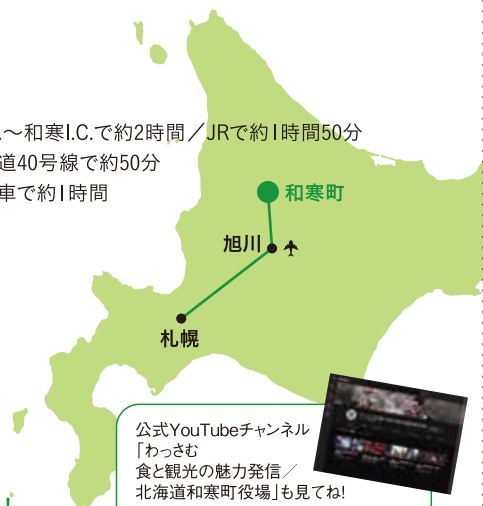 .～和寒I.C.で約2時間／JRで約1時間50分
道40号線で約50分
車で約1時間
和寒町
旭川
札幌
公式YouTubeチャンネル
「わっさむ
食と観光の魅力発信／
北海道和寒町役場」も見てね!
!